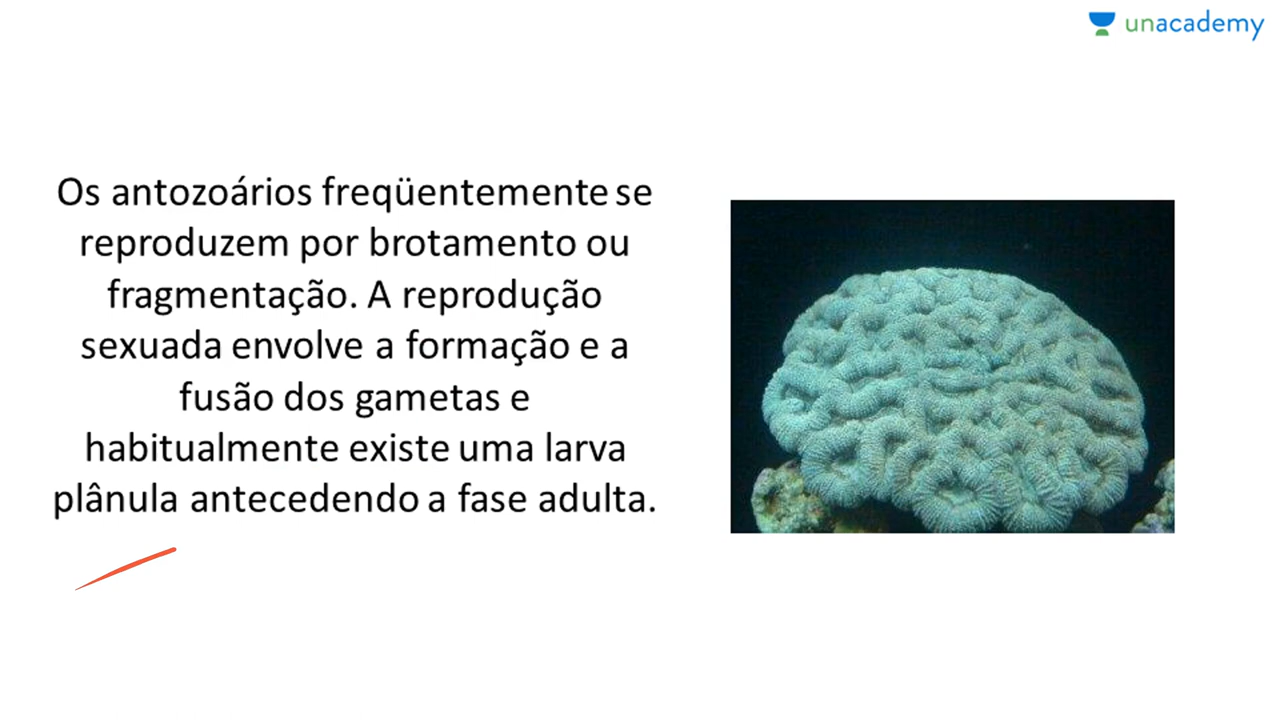 unacademy
Os antozoários freqüentemente se
reproduzem por brotamento ou
fragmentação. A reprodução
sexuada envolve a formação e a
fusão dos gametas e
habitualmente existe uma larva
plânula antecedendo a fase adulta.